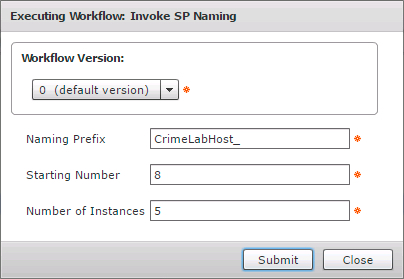 Executing Workflow: Invoke SP Naming
Workflow Version:
0 (default version) *
Naming Prefix CrimeLabHost_ *
Starting Number 8 *
Number of Instances 5 *
Submit Close